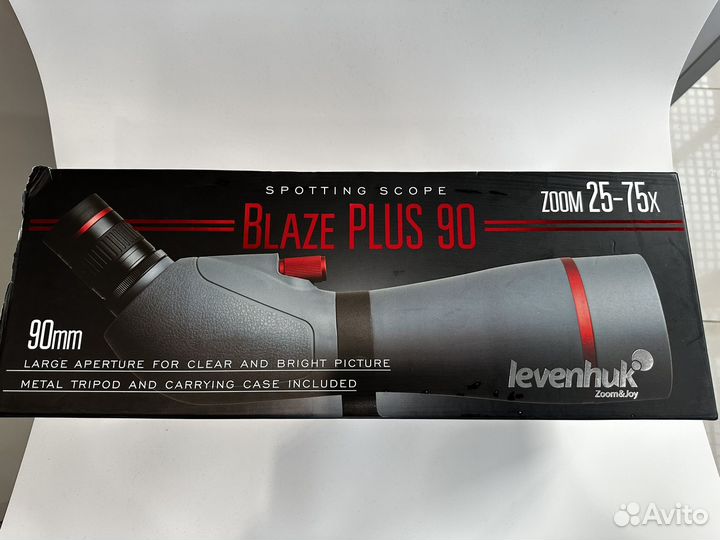 SPOTTING SCOPE
BLAZE PLUS 90
ZOOM 25-75X
90mm
LARGE APERTURE FOR CLEAR AND BRIGHT PICTURE
METAL TRIPOD AND CARRYING CASE INCLUDED
levenhuk
Zoom&Joy
Avito